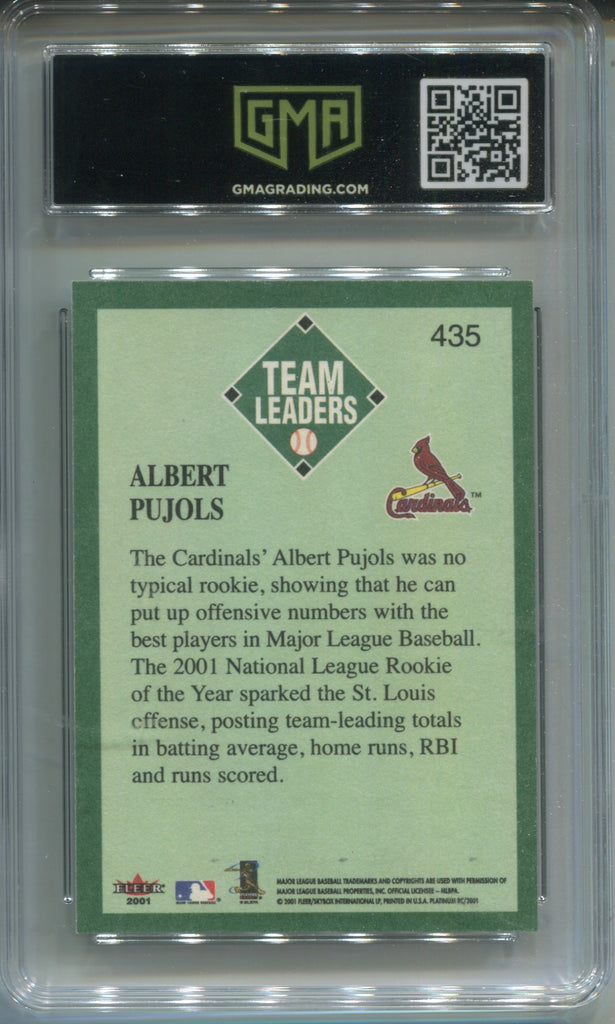 GMA
GMAGRADING.COM
435
TEAM
LEADERS
ALBERT
PUJOLS
Cardinals™
The Cardinals' Albert Pujols was no
typical rookie, showing that he can
put up offensive numbers with the
best players in Major League Baseball.
The 2001 National League Rookie
of the Year sparked the St. Louis
offense, posting team-leading totals
in batting average, home runs, RBI
and runs scored.
FLEER
2001
MAJOR LEAGUE BASEBALL TRADEMARKS AND COPYRIGHTS ARE USED WITH PERMISSION OF
MAJOR LEAGUE BASEBALL PROPERTIES, INC. OFFICIAL LICENSEE – MLBPA.
© 2001 FLEER/SKYBOX INTERNATIONAL LP, PRINTED IN U.S.A. PLATINUM RC/2001